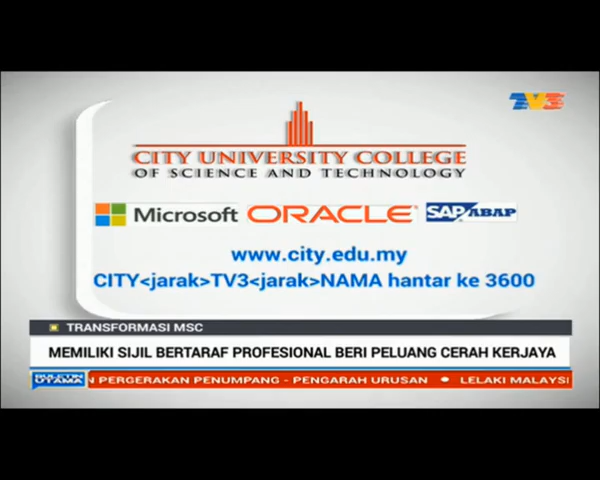 TV3
CITY UNIVERSITY COLLEGE
OF SCIENCE AND TECHNOLOGY
Microsoft ORACLE SAP ABAP
www.city.edu.my
CITY<jarak>TV3<jarak>NAMA hantar ke 3600
TRANSFORMASI MSC
MEMILIKI SIJIL BERTARAF PROFESIONAL BERI PELUANG CERAH KERJAYA
BULETIN UTAMA N PERGERAKAN PENUMPANG - PENGARAH URUSAN • LELAKI MALAYSI